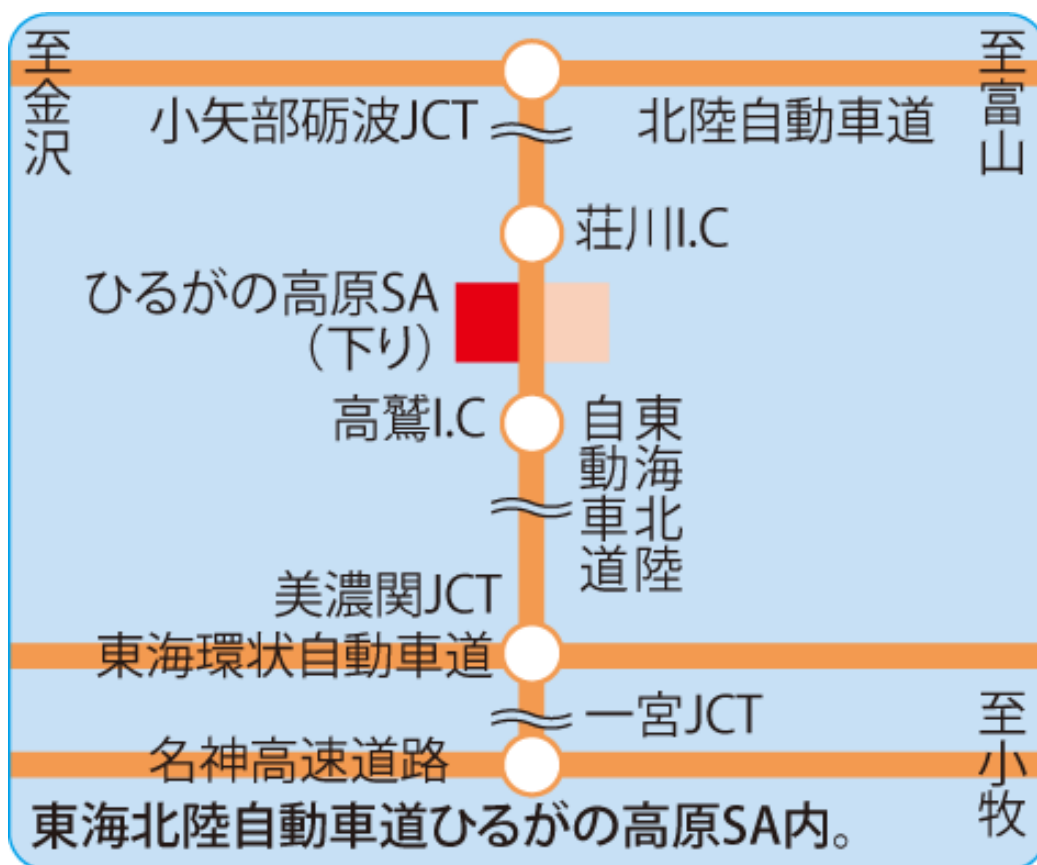 至金沢
至富山
小矢部砺波JCT
北陸自動車道
荘川I.C
ひるがの高原SA
（下り）
高鷲I.C
東海北陸
自動車道
美濃関JCT
東海環状自動車道
一宮JCT
名神高速道路
至小牧
東海北陸自動車道ひるがの高原SA内。